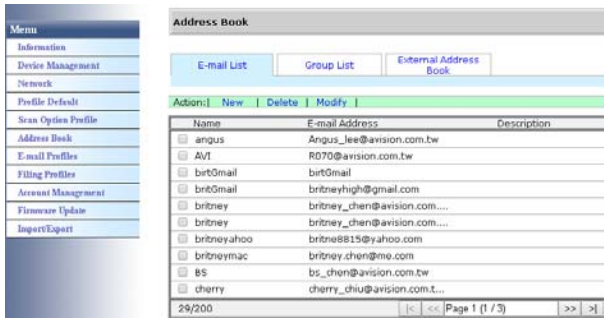 Menu
Information
Device Management
Network
Profile Default
Scan Option Profile
Address Book
E-mail Profiles
Filing Profiles
Account Management
Firmware Update
Import/Export
Address Book
E-mail List Group List External Address
Book
Action:| New | Delete | Modify |
Name E-mail Address Description
angus Angus_lee@avision.com.tw
AVI R070@avision.com.tw
birtGmail birtGmail
britGmail britneyhigh@gmail.com
britney britney_chen@avision.com....
britney britney_chen@avision.com....
britneyahoo britne8815@yahoo.com
britneymac britney.chen@me.com
BS bs_chen@avision.com.tw
cherry cherry_chiu@avision.com.t...
29/200 |< << Page 1 (1 / 3) >> >|